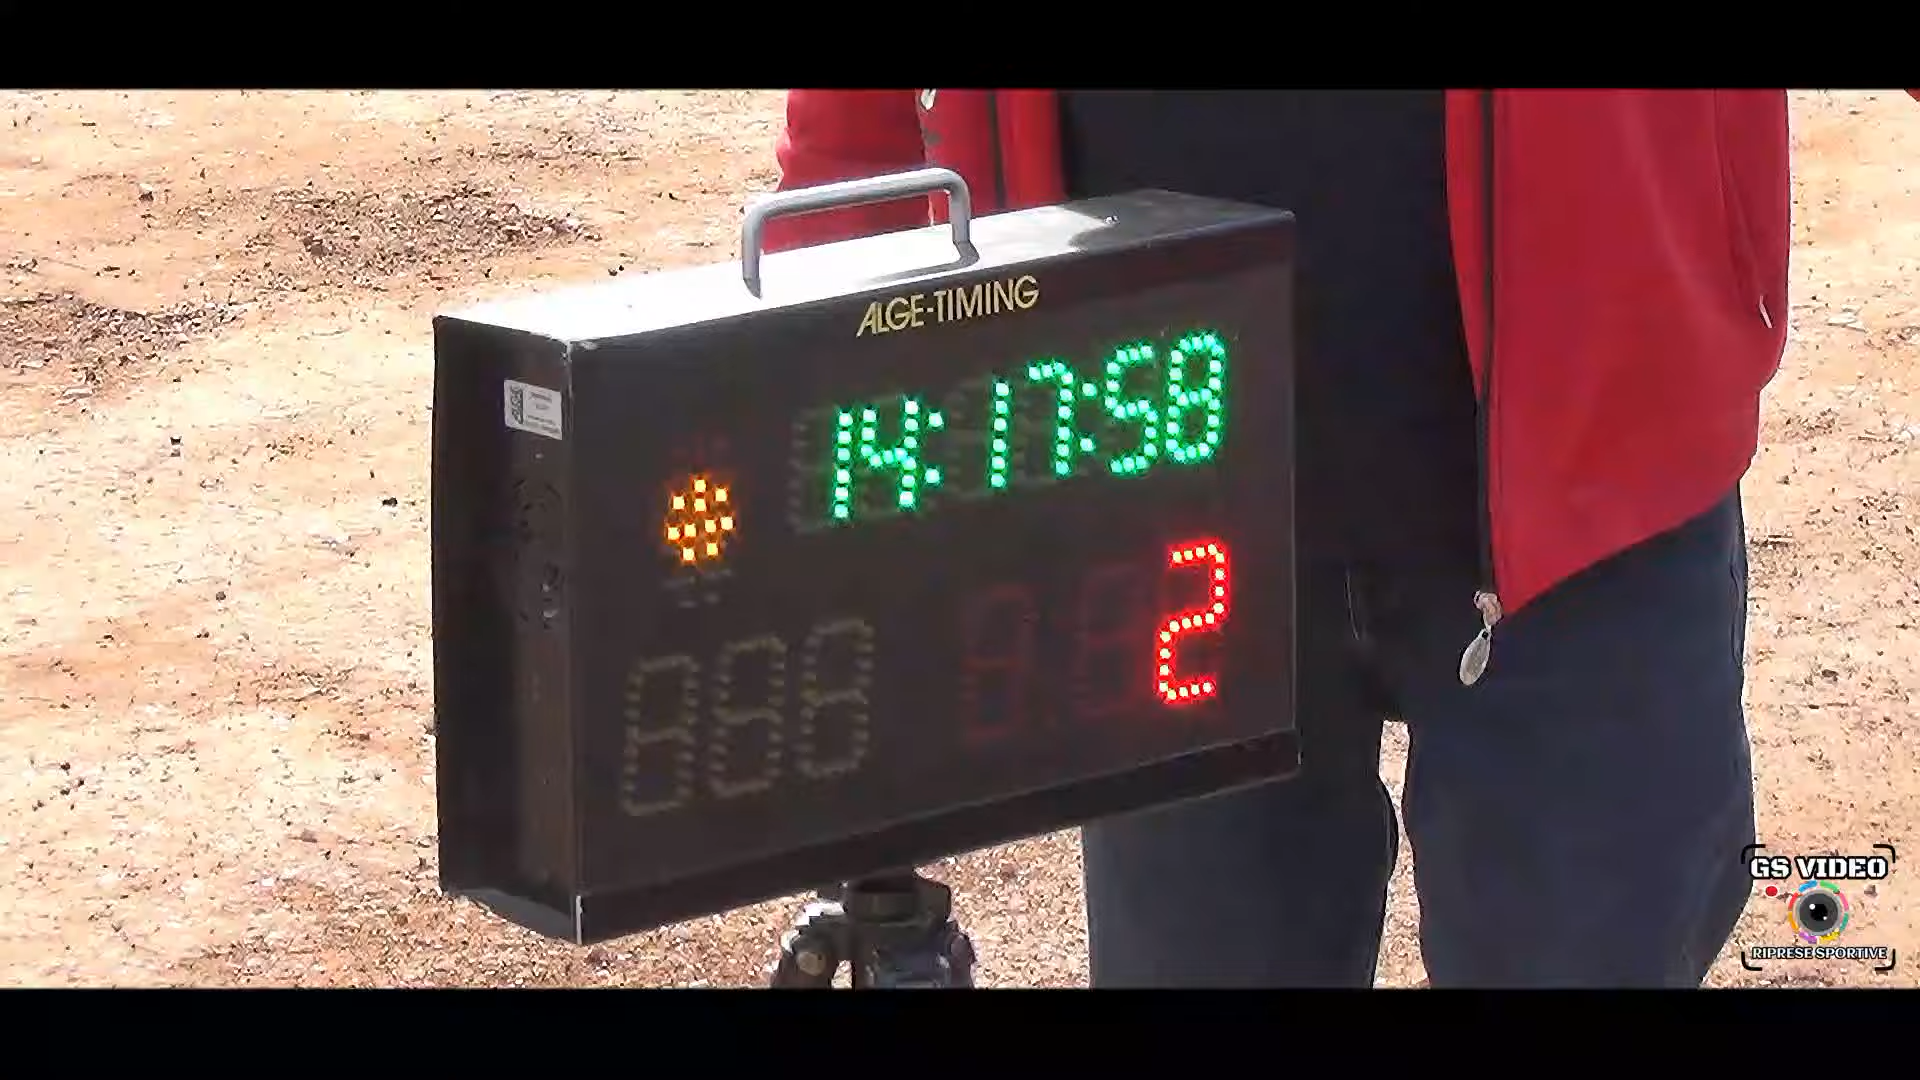 ALGE-TIMING
14:17:58
2
GS VIDEO
RIPRESE SPORTIVE